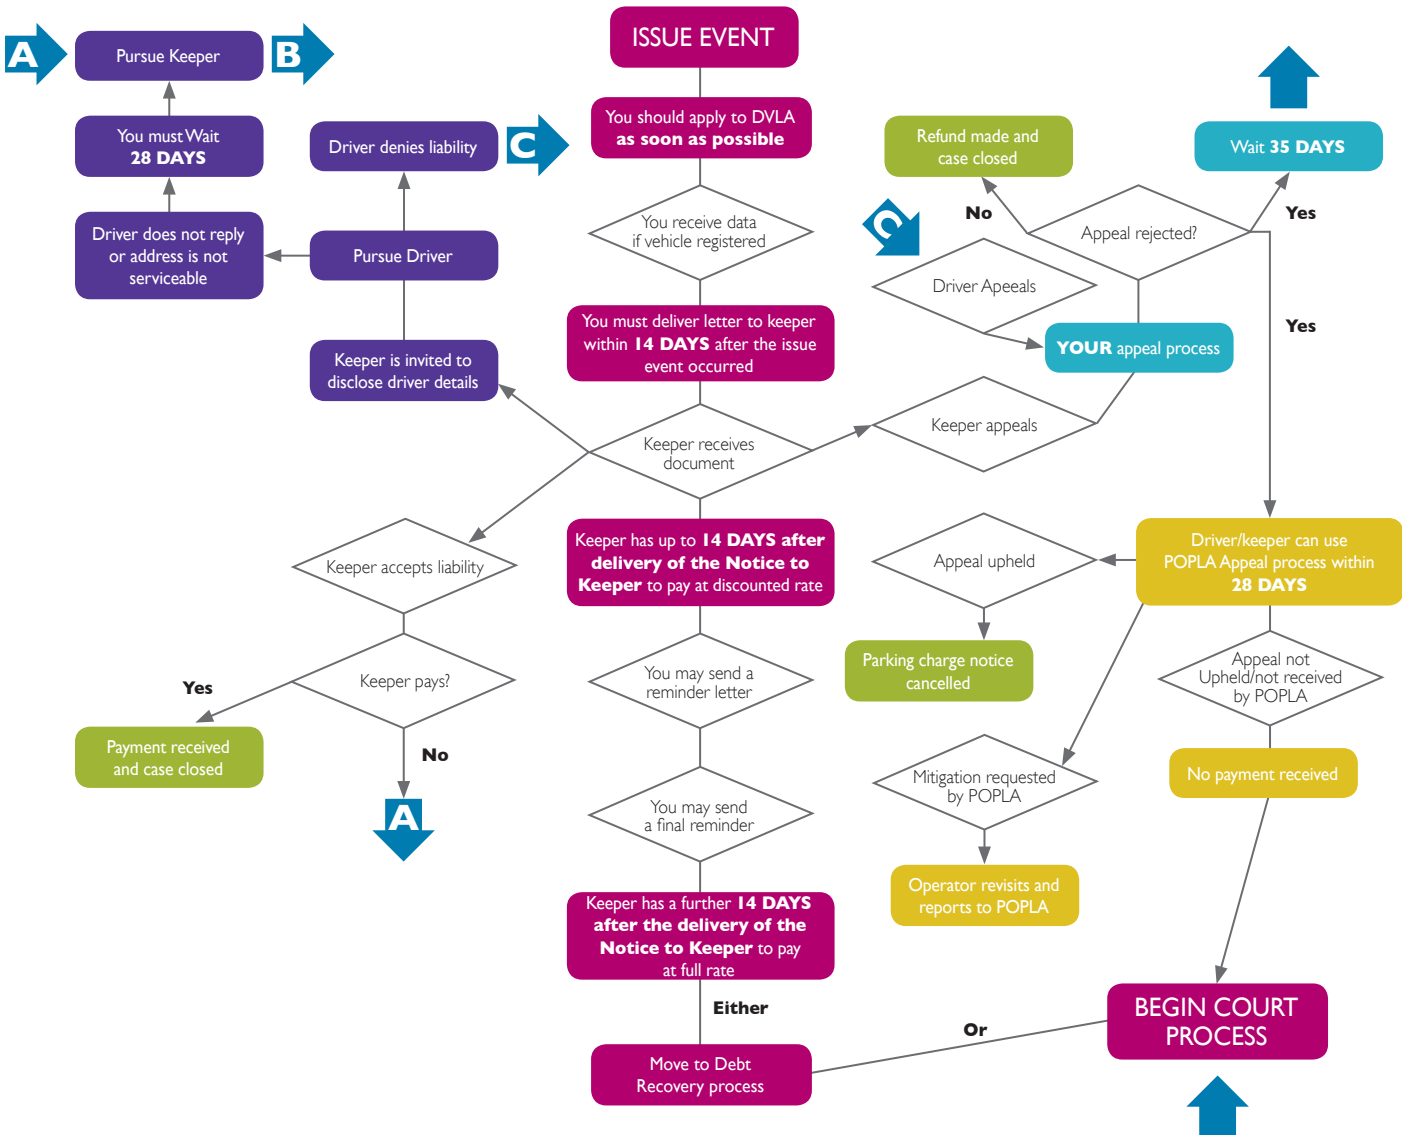 A
Pursue Keeper
B
You must Wait
28 DAYS
Driver does not reply
or address is not
serviceable
Driver denies liability
C
Pursue Driver
Keeper is invited to
disclose driver details
ISSUE EVENT
You should apply to DVLA
as soon as possible
You receive data
if vehicle registered
You must deliver letter to keeper
within 14 DAYS after the issue
event occurred
Keeper receives
document
Keeper has up to 14 DAYS after
delivery of the Notice to
Keeper to pay at discounted rate
You may send a
reminder letter
You may send
a final reminder
Keeper has a further 14 DAYS
after the delivery of the
Notice to Keeper to pay
at full rate
Either
Move to Debt
Recovery process
Or
Keeper accepts liability
Keeper pays?
Yes
Payment received
and case closed
No
A
Refund made and
case closed
No
Appeal rejected?
Yes
Wait 35 DAYS
Yes
C
Driver Apeeals
YOUR appeal process
Keeper appeals
Driver/keeper can use
POPLA Appeal process within
28 DAYS
Appeal upheld
Parking charge notice
cancelled
Mitigation requested
by POPLA
Operator revisits and
reports to POPLA
Appeal not
Upheld/not received
by POPLA
No payment received
BEGIN COURT
PROCESS